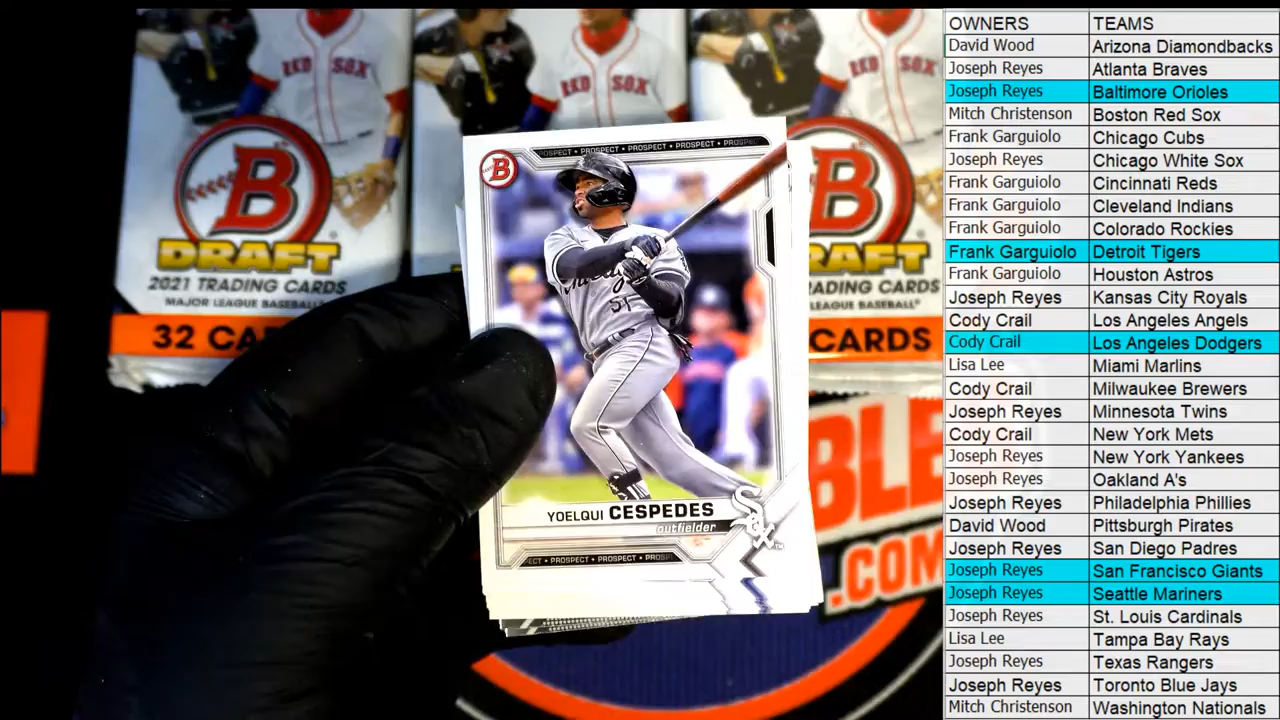 RED SOX
RED SOX
RED SOX
B
DRAFT
2021 TRADING CARDS
MAJOR LEAGUE BASEBALL
32 CAR
B
DRAFT
2021 TRADING CARDS
LEAGUE BASEBALL
CARDS
PROSPECT • PROSPECT • PROSPECT • PROSPECT
B
51
YOELQUI CESPEDES
outfielder
SOX
PROSPECT • PROSPECT
BLE
.COM
OWNERS TEAMS
David Wood Arizona Diamondbacks
Joseph Reyes Atlanta Braves
Joseph Reyes Baltimore Orioles
Mitch Christenson Boston Red Sox
Frank Garguiolo Chicago Cubs
Joseph Reyes Chicago White Sox
Frank Garguiolo Cincinnati Reds
Frank Garguiolo Cleveland Indians
Frank Garguiolo Colorado Rockies
Frank Garguiolo Detroit Tigers
Frank Garguiolo Houston Astros
Joseph Reyes Kansas City Royals
Cody Crail Los Angeles Angels
Cody Crail Los Angeles Dodgers
Lisa Lee Miami Marlins
Cody Crail Milwaukee Brewers
Joseph Reyes Minnesota Twins
Cody Crail New York Mets
Joseph Reyes New York Yankees
Joseph Reyes Oakland A's
Joseph Reyes Philadelphia Phillies
David Wood Pittsburgh Pirates
Joseph Reyes San Diego Padres
Joseph Reyes San Francisco Giants
Joseph Reyes Seattle Mariners
Joseph Reyes St. Louis Cardinals
Lisa Lee Tampa Bay Rays
Joseph Reyes Texas Rangers
Joseph Reyes Toronto Blue Jays
Mitch Christenson Washington Nationals